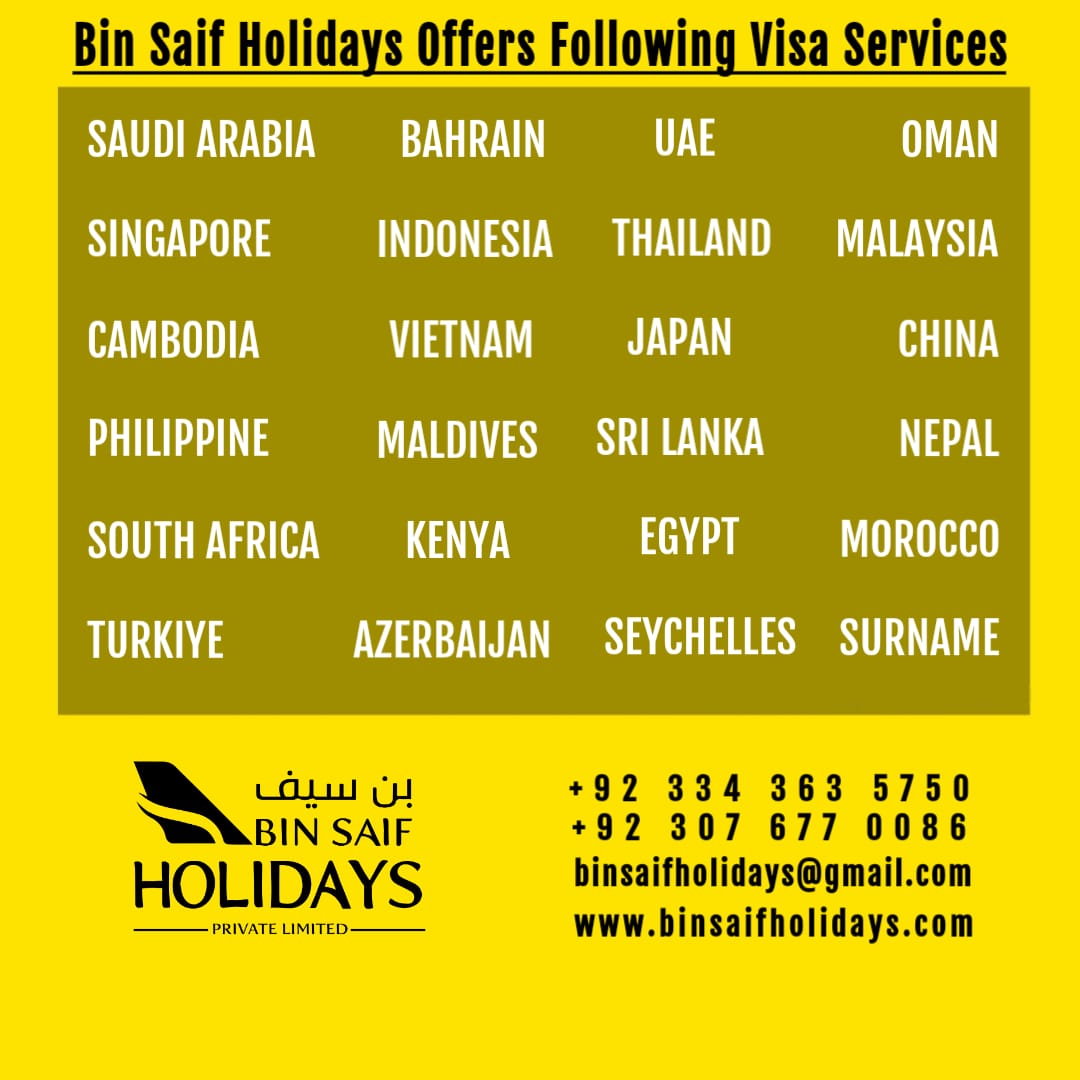 Bin Saif Holidays Offers Following Visa Services
SAUDI ARABIA BAHRAIN UAE OMAN
SINGAPORE INDONESIA THAILAND MALAYSIA
CAMBODIA VIETNAM JAPAN CHINA
PHILIPPINE MALDIVES SRI LANKA NEPAL
SOUTH AFRICA KENYA EGYPT MOROCCO
TURKIYE AZERBAIJAN SEYCHELLES SURNAME
بن سيف
BIN SAIF
HOLIDAYS
PRIVATE LIMITED
+92 334 363 5750
+92 307 677 0086
binsaifholidays@gmail.com
www.binsaifholidays.com